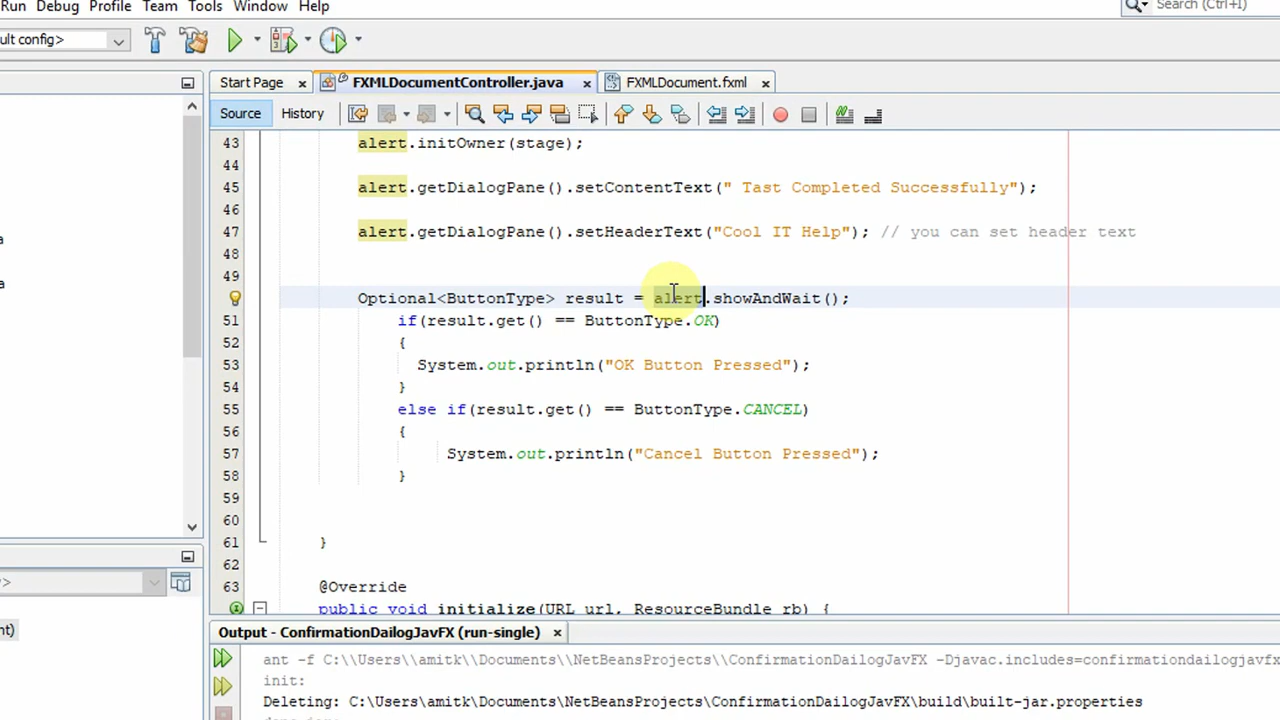 Run Debug Profile Team Tools Window Help
Search (Ctrl+I)
ult config>
Start Page x FXMLDocumentController.java x FXMLDocument.fxml x
Source History
43 alert.initOwner(stage);
44
45 alert.getDialogPane().setContentText(" Tast Completed Successfully");
46
47 alert.getDialogPane().setHeaderText("Cool IT Help"); // you can set header text
48
49
Optional<ButtonType> result = alert.showAndWait();
51 if(result.get() == ButtonType.OK)
52 {
53 System.out.println("OK Button Pressed");
54 }
55 else if(result.get() == ButtonType.CANCEL)
56 {
57 System.out.println("Cancel Button Pressed");
58 }
59
60
61 }
62
63 @Override
public void initialize(URL url, ResourceBundle rb) {
a
a
>
nt)
Output - ConfirmationDailogJavFX (run-single) x
ant -f C:\\Users\\amitk\\Documents\\NetBeansProjects\\ConfirmationDailogJavFX -Djavac.includes=confirmationdailogjavfx
init:
Deleting: C:\Users\amitk\Documents\NetBeansProjects\ConfirmationDailogJavFX\build\built-jar.properties